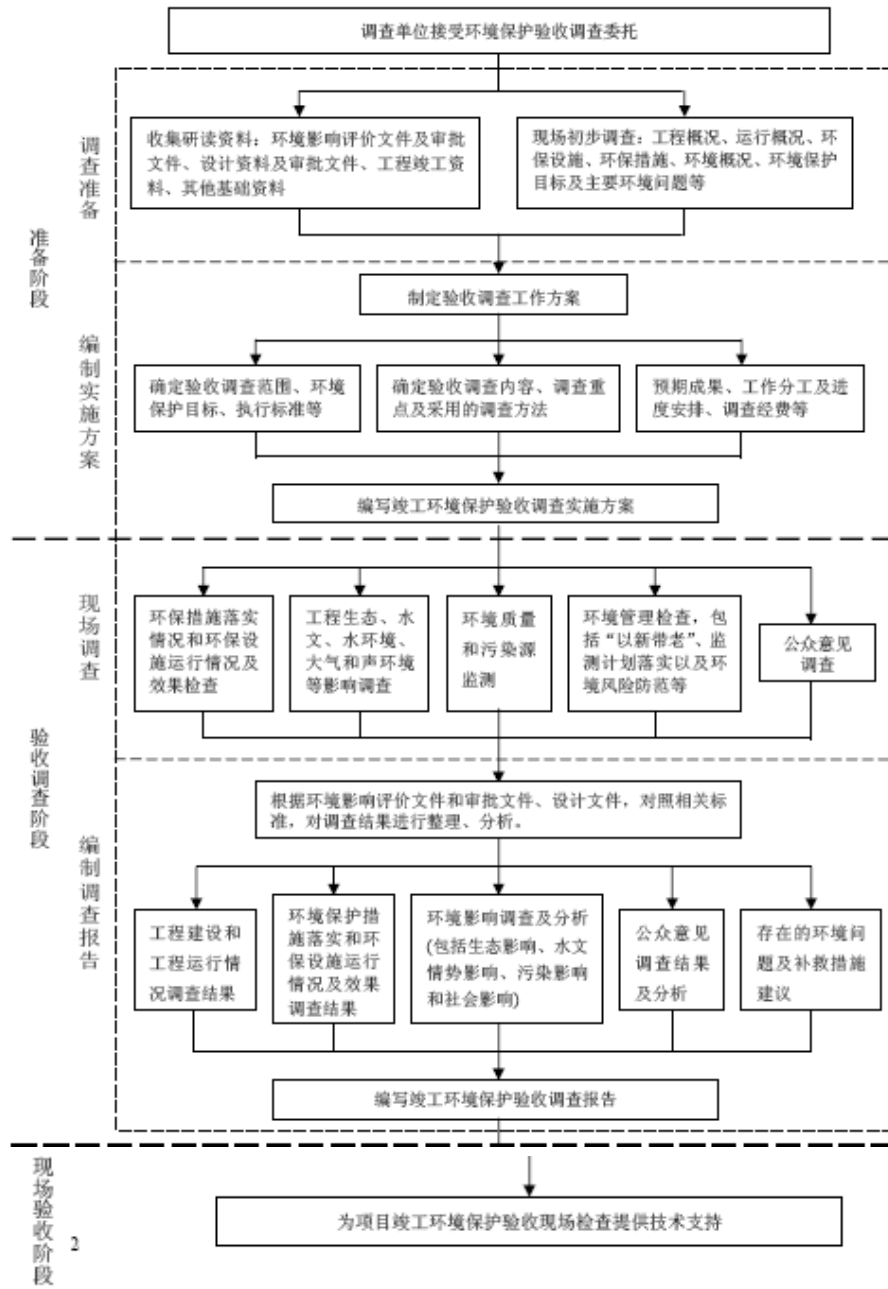 调查单位接受环境保护验收调查委托
调查准备
收集研读资料：环境影响评价文件及审批
文件、设计资料及审批文件、工程竣工资
料、其他基础资料
现场初步调查：工程概况、运行概况、环
保设施、环保措施、环境概况、环境保护
目标及主要环境问题等
准备阶段
制定验收调查工作方案
编制实施方案
确定验收调查范围、环境
保护目标、执行标准等
确定验收调查内容、调查重
点及采用的调查方法
预期成果、工作分工及进
度安排、调查经费等
编写竣工环境保护验收调查实施方案
现场调查
环保措施落实
情况和环保设
施运行情况及
效果检查
工程生态、水
文、水环境、
大气和声环境
等影响调查
环境质量
和污染源
监测
环境管理检查，包
括“以新带老”、监
测计划落实以及环
境风险防范等
公众意见
调查
验收调查阶段
根据环境影响评价文件和审批文件、设计文件，对照相关标
准，对调查结果进行整理、分析。
编制调查报告
工程建设和
工程运行情
况调查结果
环境保护措
施落实和环
保设施运行
情况及效果
调查结果
环境影响调查及分析
(包括生态影响、水文
情势影响、污染影响
和社会影响)
公众意见
调查结果
及分析
存在的环境问
题及补救措施
建议
编写竣工环境保护验收调查报告
现场验收阶段
2
为项目竣工环境保护验收现场检查提供技术支持